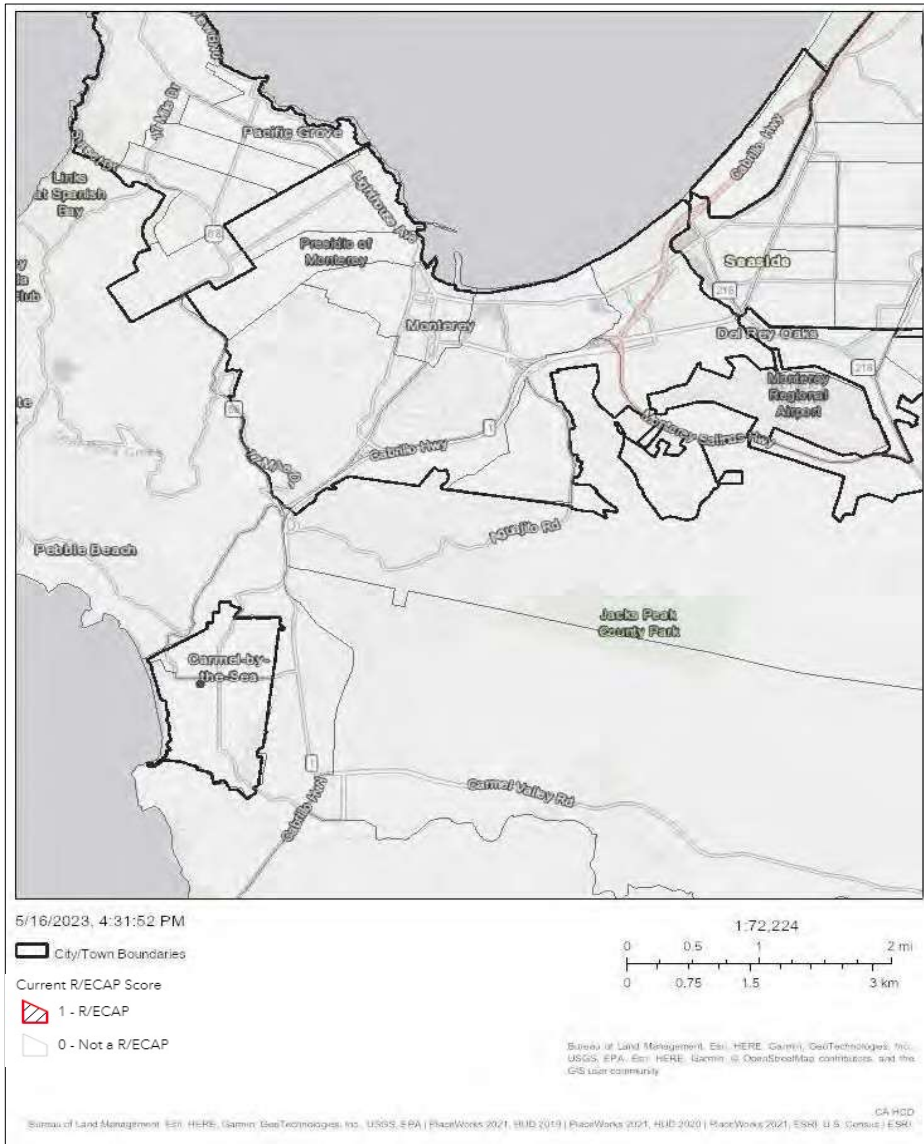 17 Mile Dr
Pacific Grove
Links
at Spanish
Bay
Lighthouse Ave
68
Presidio of
Monterey
Cabrillo Hwy
Seaside
218
Monterey
Del Rey Oaks
218
Monterey
Regional
Airport
68
1
Cabrillo Hwy
Monterey Salinas Hwy
Aguajito Rd
Pebble Beach
Jacks Peak
County Park
Carmel-by-
the-Sea
1
Cabrillo Hwy
Carmel Valley Rd
5/16/2023, 4:31:52 PM
City/Town Boundaries
Current R/ECAP Score
1 - R/ECAP
0 - Not a R/ECAP
1:72,224
0 0.5 1 2 mi
0 0.75 1.5 3 km
Bureau of Land Management, Esri, HERE, Garmin, GeoTechnologies, Inc.,
USGS, EPA, Esri, HERE, Garmin, © OpenStreetMap contributors, and the
GIS user community
CA HCD
Bureau of Land Management, Esri, HERE, Garmin, GeoTechnologies, Inc., USGS, EPA | PlaceWorks 2021, HUD 2019 | PlaceWorks 2021, HUD 2020 | PlaceWorks 2021, ESRI, U.S. Census | ESRI